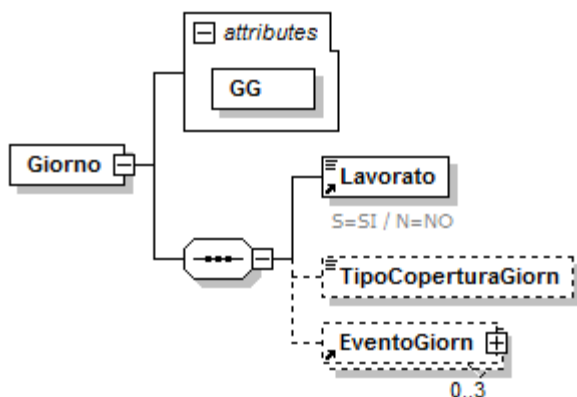 attributes
GG
Giorno
Lavorato
S=SI / N=NO
TipoCoperturaGiorn
EventoGiorn
0..3